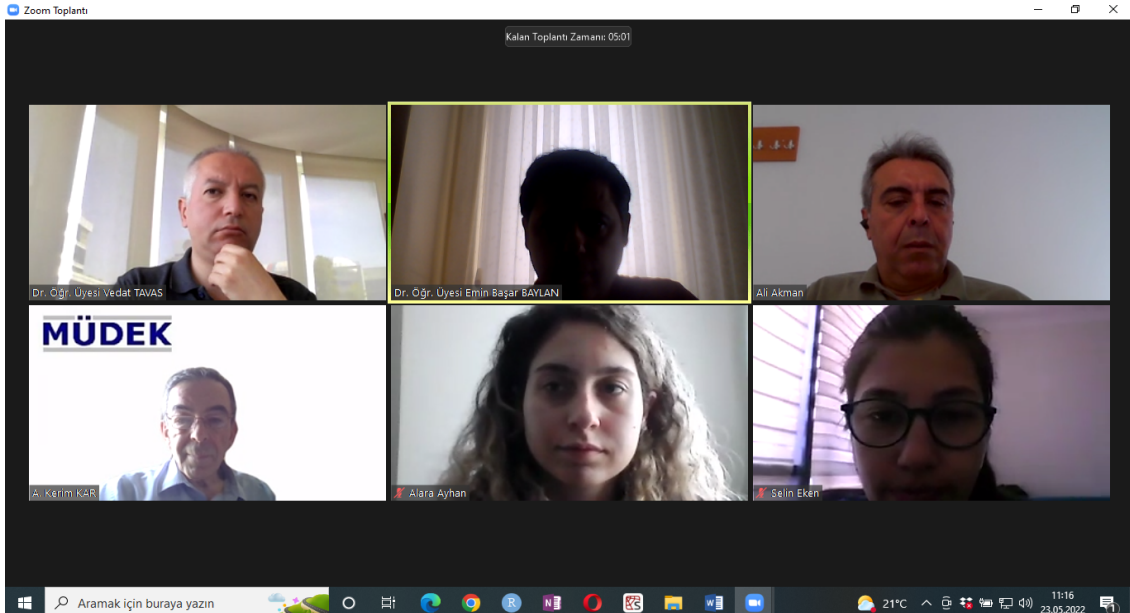 Zoom Toplantı
Kalan Toplantı Zamanı: 05:01
Dr. Öğr. Üyesi Vedat TAVAS
Dr. Öğr. Üyesi Emin Başar BAYLAN
Ali Akman
MÜDEK
A. Kerim KAR
Alara Ayhan
Selin Eken
Aramak için buraya yazın
21°C
11:16
23.05.2022